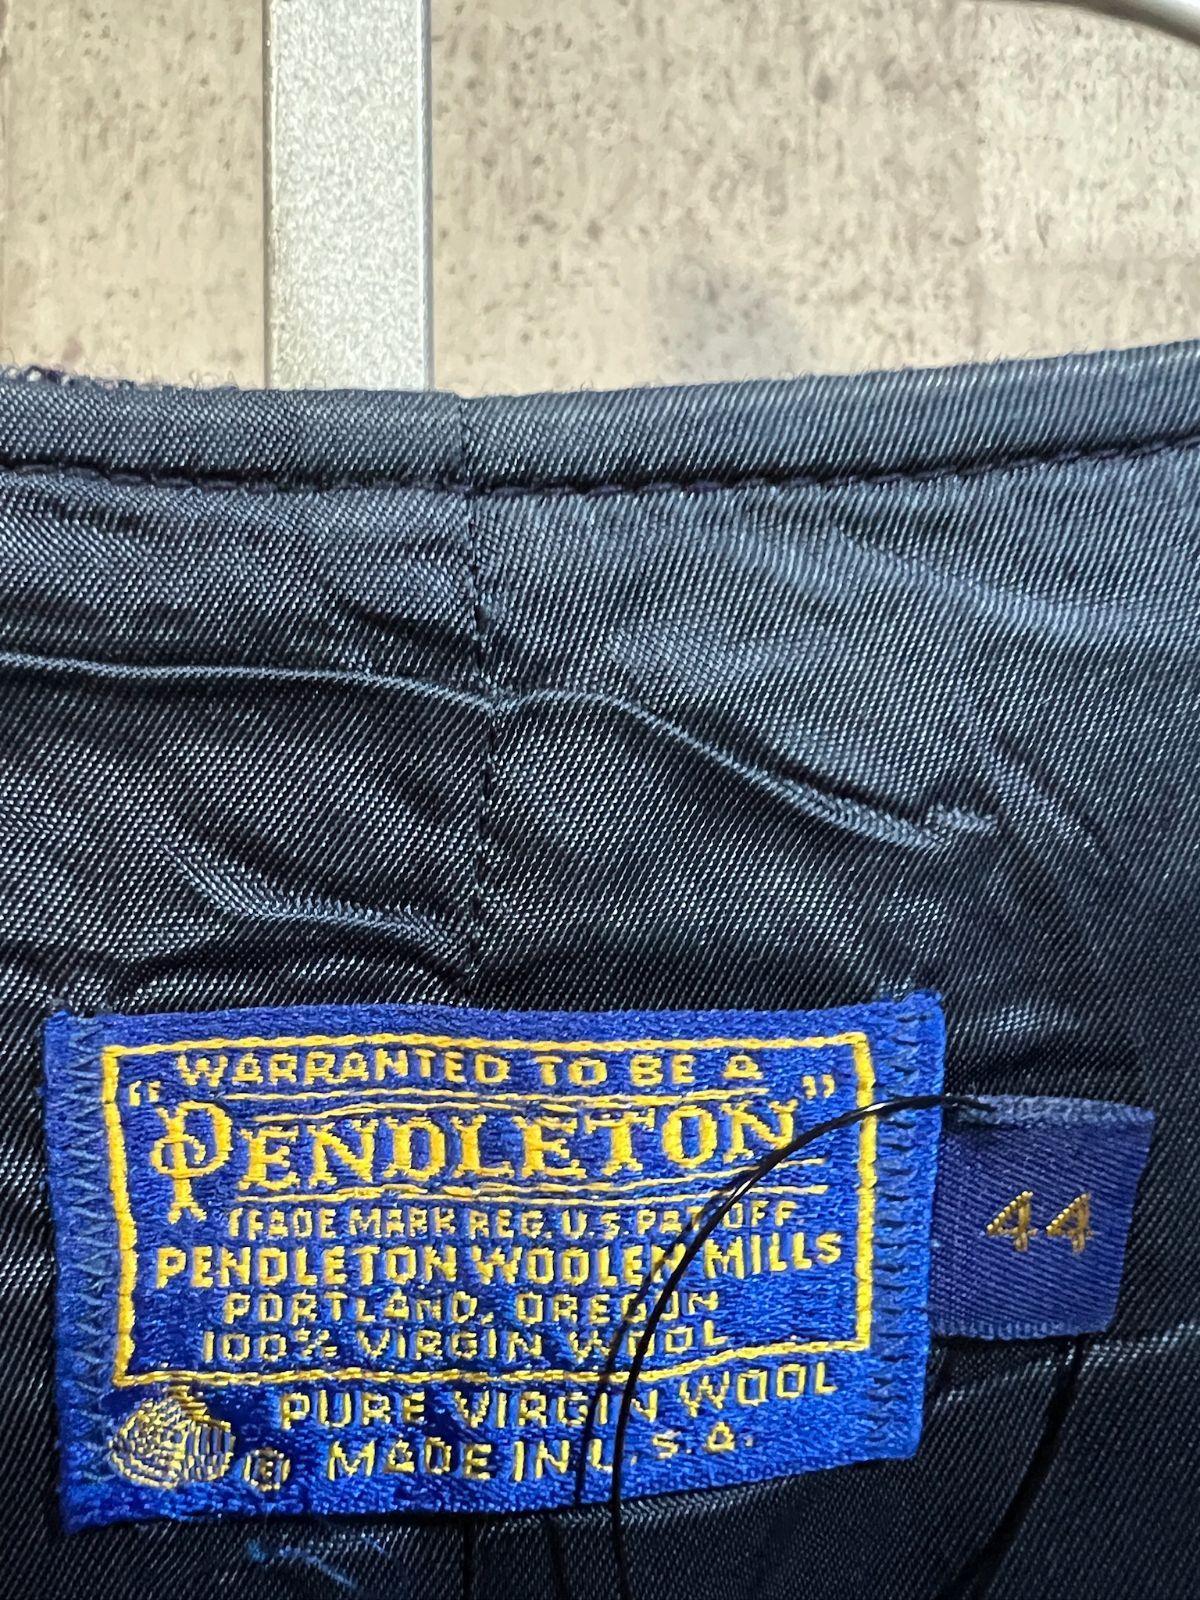 WARRANTED TO BE A
"PENDLETON"
TRADE MARK REG. U.S. PAT. OFF.
PENDLETON WOOLEN MILLS
PORTLAND, OREGON
100% VIRGIN WOOL
PURE VIRGIN WOOL
® MADE IN U.S.A.
44